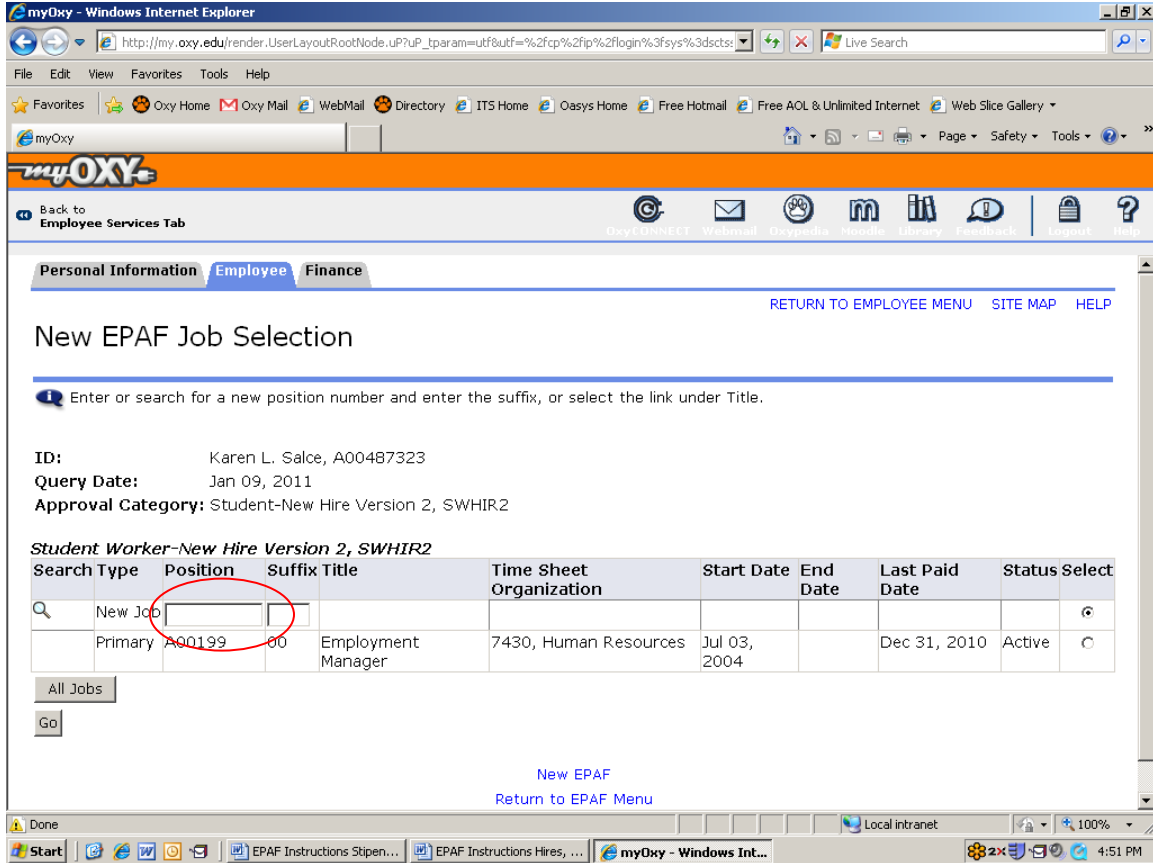 myOxy - Windows Internet Explorer
http://my.oxy.edu/render.UserLayoutRootNode.uP?uP_tparam=utf&utf=%2fcp%2fip%2flogin%3fsys%3dscts: Live Search
File Edit View Favorites Tools Help
Favorites Oxy Home Oxy Mail WebMail Directory ITS Home Oasys Home Free Hotmail Free AOL & Unlimited Internet Web Slice Gallery
myOxy Page Safety Tools »
myOXY
Back to
Employee Services Tab
OxyCONNECT Webmail Oxypedia Moodle Library Feedback Logout Help
Personal Information Employee Finance
RETURN TO EMPLOYEE MENU SITE MAP HELP
New EPAF Job Selection
Enter or search for a new position number and enter the suffix, or select the link under Title.
ID: Karen L. Salce, A00487323
Query Date: Jan 09, 2011
Approval Category: Student-New Hire Version 2, SWHIR2
Student Worker-New Hire Version 2, SWHIR2
Search Type Position Suffix Title Time Sheet Start Date End Last Paid Status Select
Organization Date Date
New Job
Primary A00199 00 Employment 7430, Human Resources Jul 03, Dec 31, 2010 Active
Manager 2004
All Jobs
Go
New EPAF
Return to EPAF Menu
Done Local intranet 100%
Start EPAF Instructions Stipen... EPAF Instructions Hires, ... myOxy - Windows Int... 2x 4:51 PM